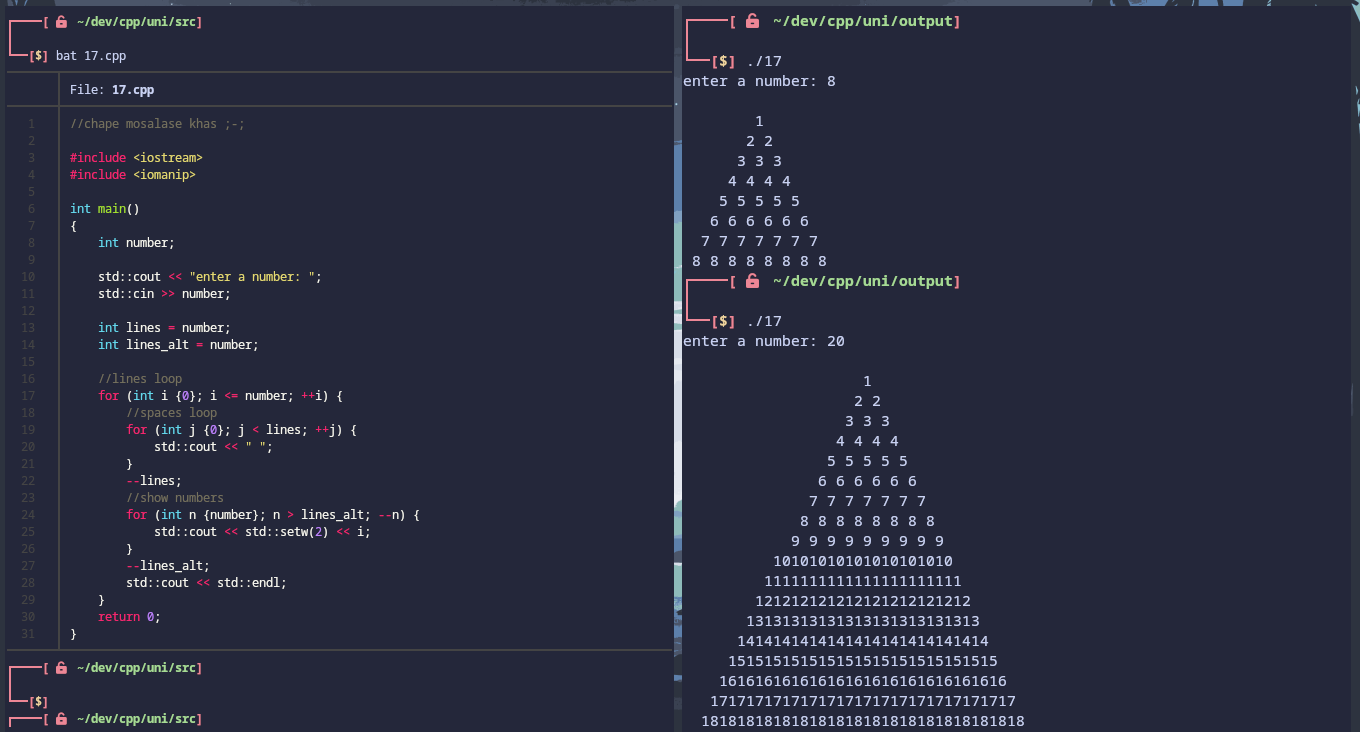 [ ~/dev/cpp/uni/src]
[$] bat 17.cpp
File: 17.cpp
1 //chape mosalase khas ;-;
2
3 #include <iostream>
4 #include <iomanip>
5
6 int main()
7 {
8     int number;
9
10     std::cout << "enter a number: ";
11     std::cin >> number;
12
13     int lines = number;
14     int lines_alt = number;
15
16     //lines loop
17     for (int i {0}; i <= number; ++i) {
18         //spaces loop
19         for (int j {0}; j < lines; ++j) {
20             std::cout << " ";
21         }
22         --lines;
23         //show numbers
24         for (int n {number}; n > lines_alt; --n) {
25             std::cout << std::setw(2) << i;
26         }
27         --lines_alt;
28         std::cout << std::endl;
29     }
30     return 0;
31 }
[ ~/dev/cpp/uni/src]
[$]
[ ~/dev/cpp/uni/src]
[ ~/dev/cpp/uni/output]
[$] ./17
enter a number: 8
1
2 2
3 3 3
4 4 4 4
5 5 5 5 5
6 6 6 6 6 6
7 7 7 7 7 7 7
8 8 8 8 8 8 8 8
[ ~/dev/cpp/uni/output]
[$] ./17
enter a number: 20
1
2 2
3 3 3
4 4 4 4
5 5 5 5 5
6 6 6 6 6 6
7 7 7 7 7 7 7
8 8 8 8 8 8 8 8
9 9 9 9 9 9 9 9 9
10101010101010101010
1111111111111111111111
121212121212121212121212
13131313131313131313131313
1414141414141414141414141414
151515151515151515151515151515
16161616161616161616161616161616
1717171717171717171717171717171717
181818181818181818181818181818181818